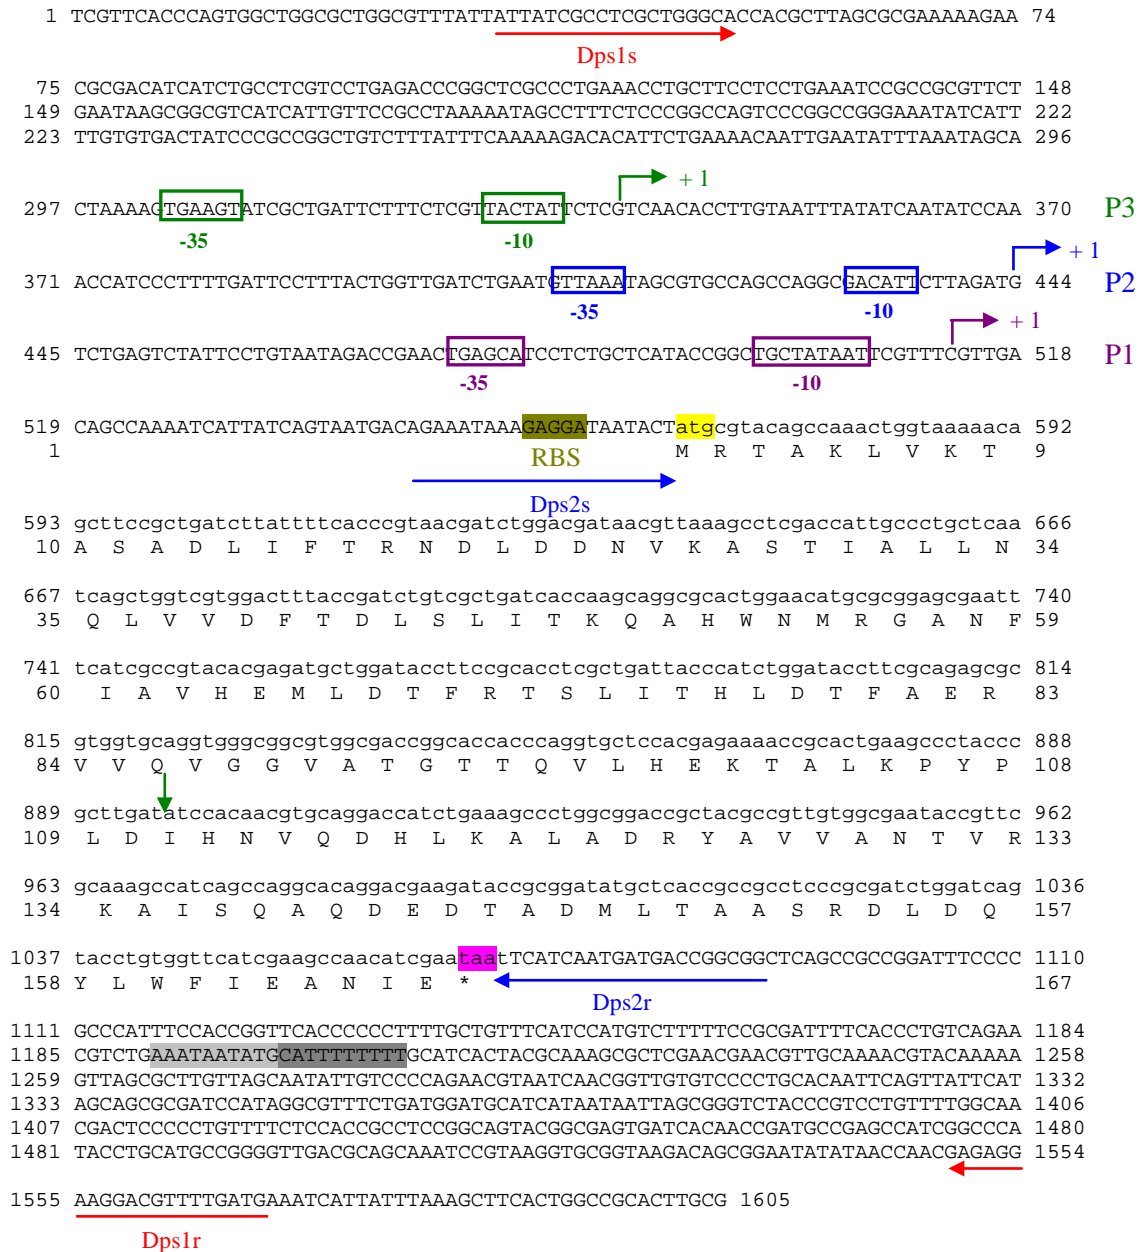 1 TCGTTCACCCAGTGGCTGGCGCTGGCGTTTATTATTATCGCCTCGCTGGGCACCACGCTTAGCGCGAAAAAGAA 74
Dps1s
75 CGCGACATCATCTGCCTCGTCCTGAGACCCGGCTCGCCCTGAAACCTGCTTCCTCCTGAAATCCGCCGCGTTCT 148
149 GAATAAGCGGCGTCATCATTGTTCCGCCTAAAAATAGCCTTTCTCCCGGCCAGTCCCGGCCGGGAAATATCATT 222
223 TTGTGTGACTATCCCGCCGGCTGTCTTTATTTCAAAAAGACACATTCTGAAAACAATTGAATATTTAAATAGCA 296
+ 1
297 CTAAAAGTGAAGTATCGCTGATTCTTTCTCGTTACTATTCTCGTCAACACCTTGTAATTTATATCAATATCCAA 370 P3
-35 -10
+ 1
371 ACCATCCCTTTTGATTCCTTTACTGGTTGATCTGAATGTTAAATAGCGTGCCAGCCAGGCGACATTCTTAGATG 444 P2
-35 -10
+ 1
445 TCTGAGTCTATTCCTGTAATAGACCGAACTGAGCATCCTCTGCTCATACCGGCTGCTATAATTCGTTTCGTTGA 518 P1
-35 -10
519 CAGCCAAAATCATTATCAGTAATGACAGAAATAAAGAGGATAATACTatgcgtacagccaaactggtaaaaaca 592
1 M R T A K L V K T 9
RBS
Dps2s
593 gcttccgctgatcttattttcacccgtaacgatctggacgataacgttaaagcctcgaccattgccctgctcaa 666
10 A S A D L I F T R N D L D D N V K A S T I A L L N 34
667 tcagctggtcgtggactttaccgatctgtcgctgatcaccaagcaggcgcactggaacatgcgcggagcgaatt 740
35 Q L V V D F T D L S L I T K Q A H W N M R G A N F 59
741 tcatcgccgtacacgagatgctggataccttccgcacctcgctgattacccatctggataccttcgcagagcgc 814
60 I A V H E M L D T F R T S L I T H L D T F A E R 83
815 gtggtgcaggtgggcggcgtggcgaccggcaccacccaggtgctccacgagaaaaccgcactgaagccctaccc 888
84 V V Q V G G V A T G T T Q V L H E K T A L K P Y P 108
889 gcttgatatccacaacgtgcaggaccatctgaaagccctggcggaccgctacgccgttgtggcgaataccgttc 962
109 L D I H N V Q D H L K A L A D R Y A V V A N T V R 133
963 gcaaagccatcagccaggcacaggacgaagataccgcggatatgctcaccgccgcctcccgcgatctggatcag 1036
134 K A I S Q A Q D E D T A D M L T A A S R D L D Q 157
1037 tacctgtggttcatcgaagccaacatcgaataatTCATCAATGATGACCGGCGGCTCAGCCGCCGGATTTCCCC 1110
158 Y L W F I E A N I E * 167
Dps2r
1111 GCCCATTTCCACCGGTTCACCCCCCTTTTGCTGTTTCATCCATGTCTTTTTCCGCGATTTTCACCCTGTCAGAA 1184
1185 CGTCTGAAATAATATGCATTTTTTTTGCATCACTACGCAAAGCGCTCGAACGAACGTTGCAAAACGTACAAAAA 1258
1259 GTTAGCGCTTGTTAGCAATATTGTCCCCAGAACGTAATCAACGGTTGTGTCCCCTGCACAATTCAGTTATTCAT 1332
1333 AGCAGCGCGATCCATAGGCGTTTCTGATGGATGCATCATAATAATTAGCGGGTCTACCCGTCCTGTTTTGGCAA 1406
1407 CGACTCCCCCTGTTTTCTCCACCGCCTCCGGCAGTACGGCGAGTGATCACAACCGATGCCGAGCCATCGGCCCA 1480
1481 TACCTGCATGCCGGGGTTGACGCAGCAAATCCGTAAGGTGCGGTAAGACAGCGGAATATATAACCAACGAGAGG 1554
1555 AAGGACGTTTTGATGAAATCATTATTTAAAGCTTCACTGGCCGCACTTGCG 1605
Dps1r